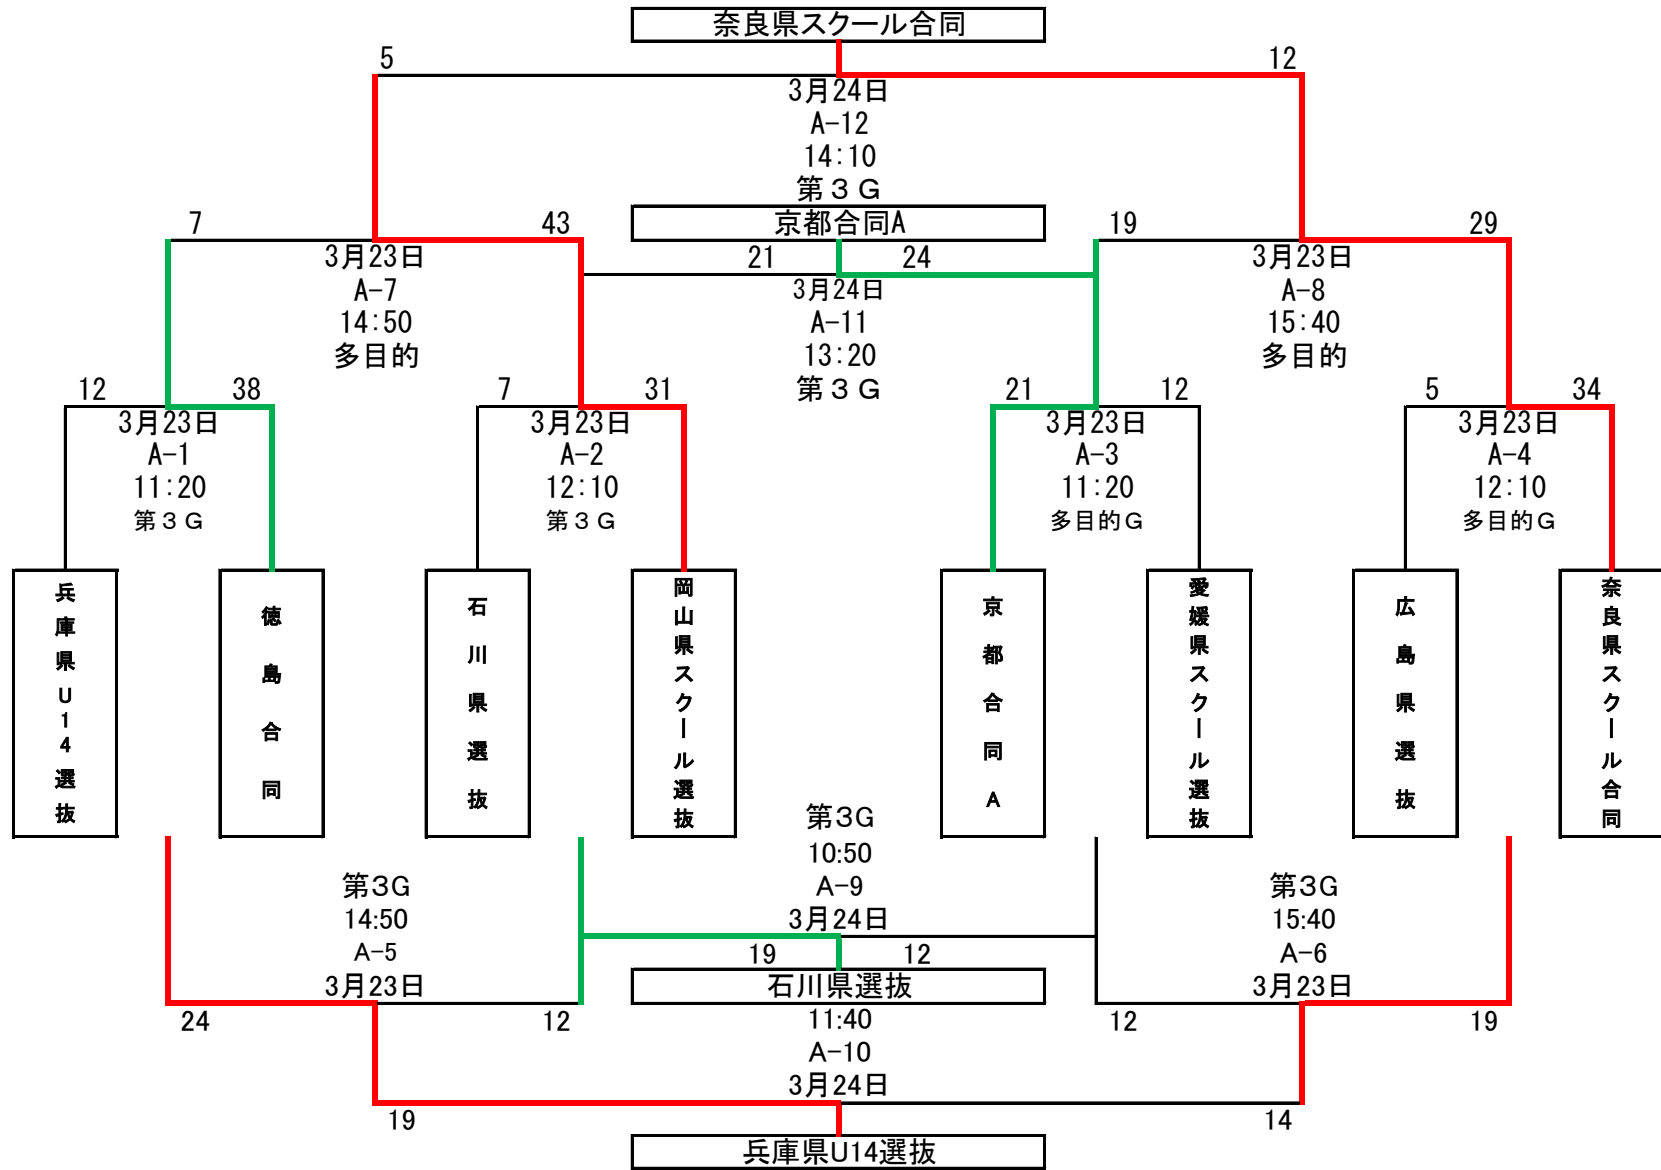 奈良県スクール合同
5
12
3月24日
A-12
14:10
第３Ｇ
京都合同A
7
43
19
29
21
24
3月23日
A-7
14:50
多目的
3月24日
A-11
13:20
第３Ｇ
3月23日
A-8
15:40
多目的
12
38
7
31
21
12
5
34
3月23日
A-1
11:20
第３Ｇ
3月23日
A-2
12:10
第３Ｇ
3月23日
A-3
11:20
多目的Ｇ
3月23日
A-4
12:10
多目的Ｇ
兵庫県U14選抜
徳島合同
石川県選抜
岡山県スクール選抜
京都合同A
愛媛県スクール選抜
広島県選抜
奈良県スクール合同
第3G
10:50
A-9
3月24日
19
12
石川県選抜
第3G
14:50
A-5
3月23日
24
12
第3G
15:40
A-6
3月23日
12
19
11:40
A-10
3月24日
19
14
兵庫県U14選抜